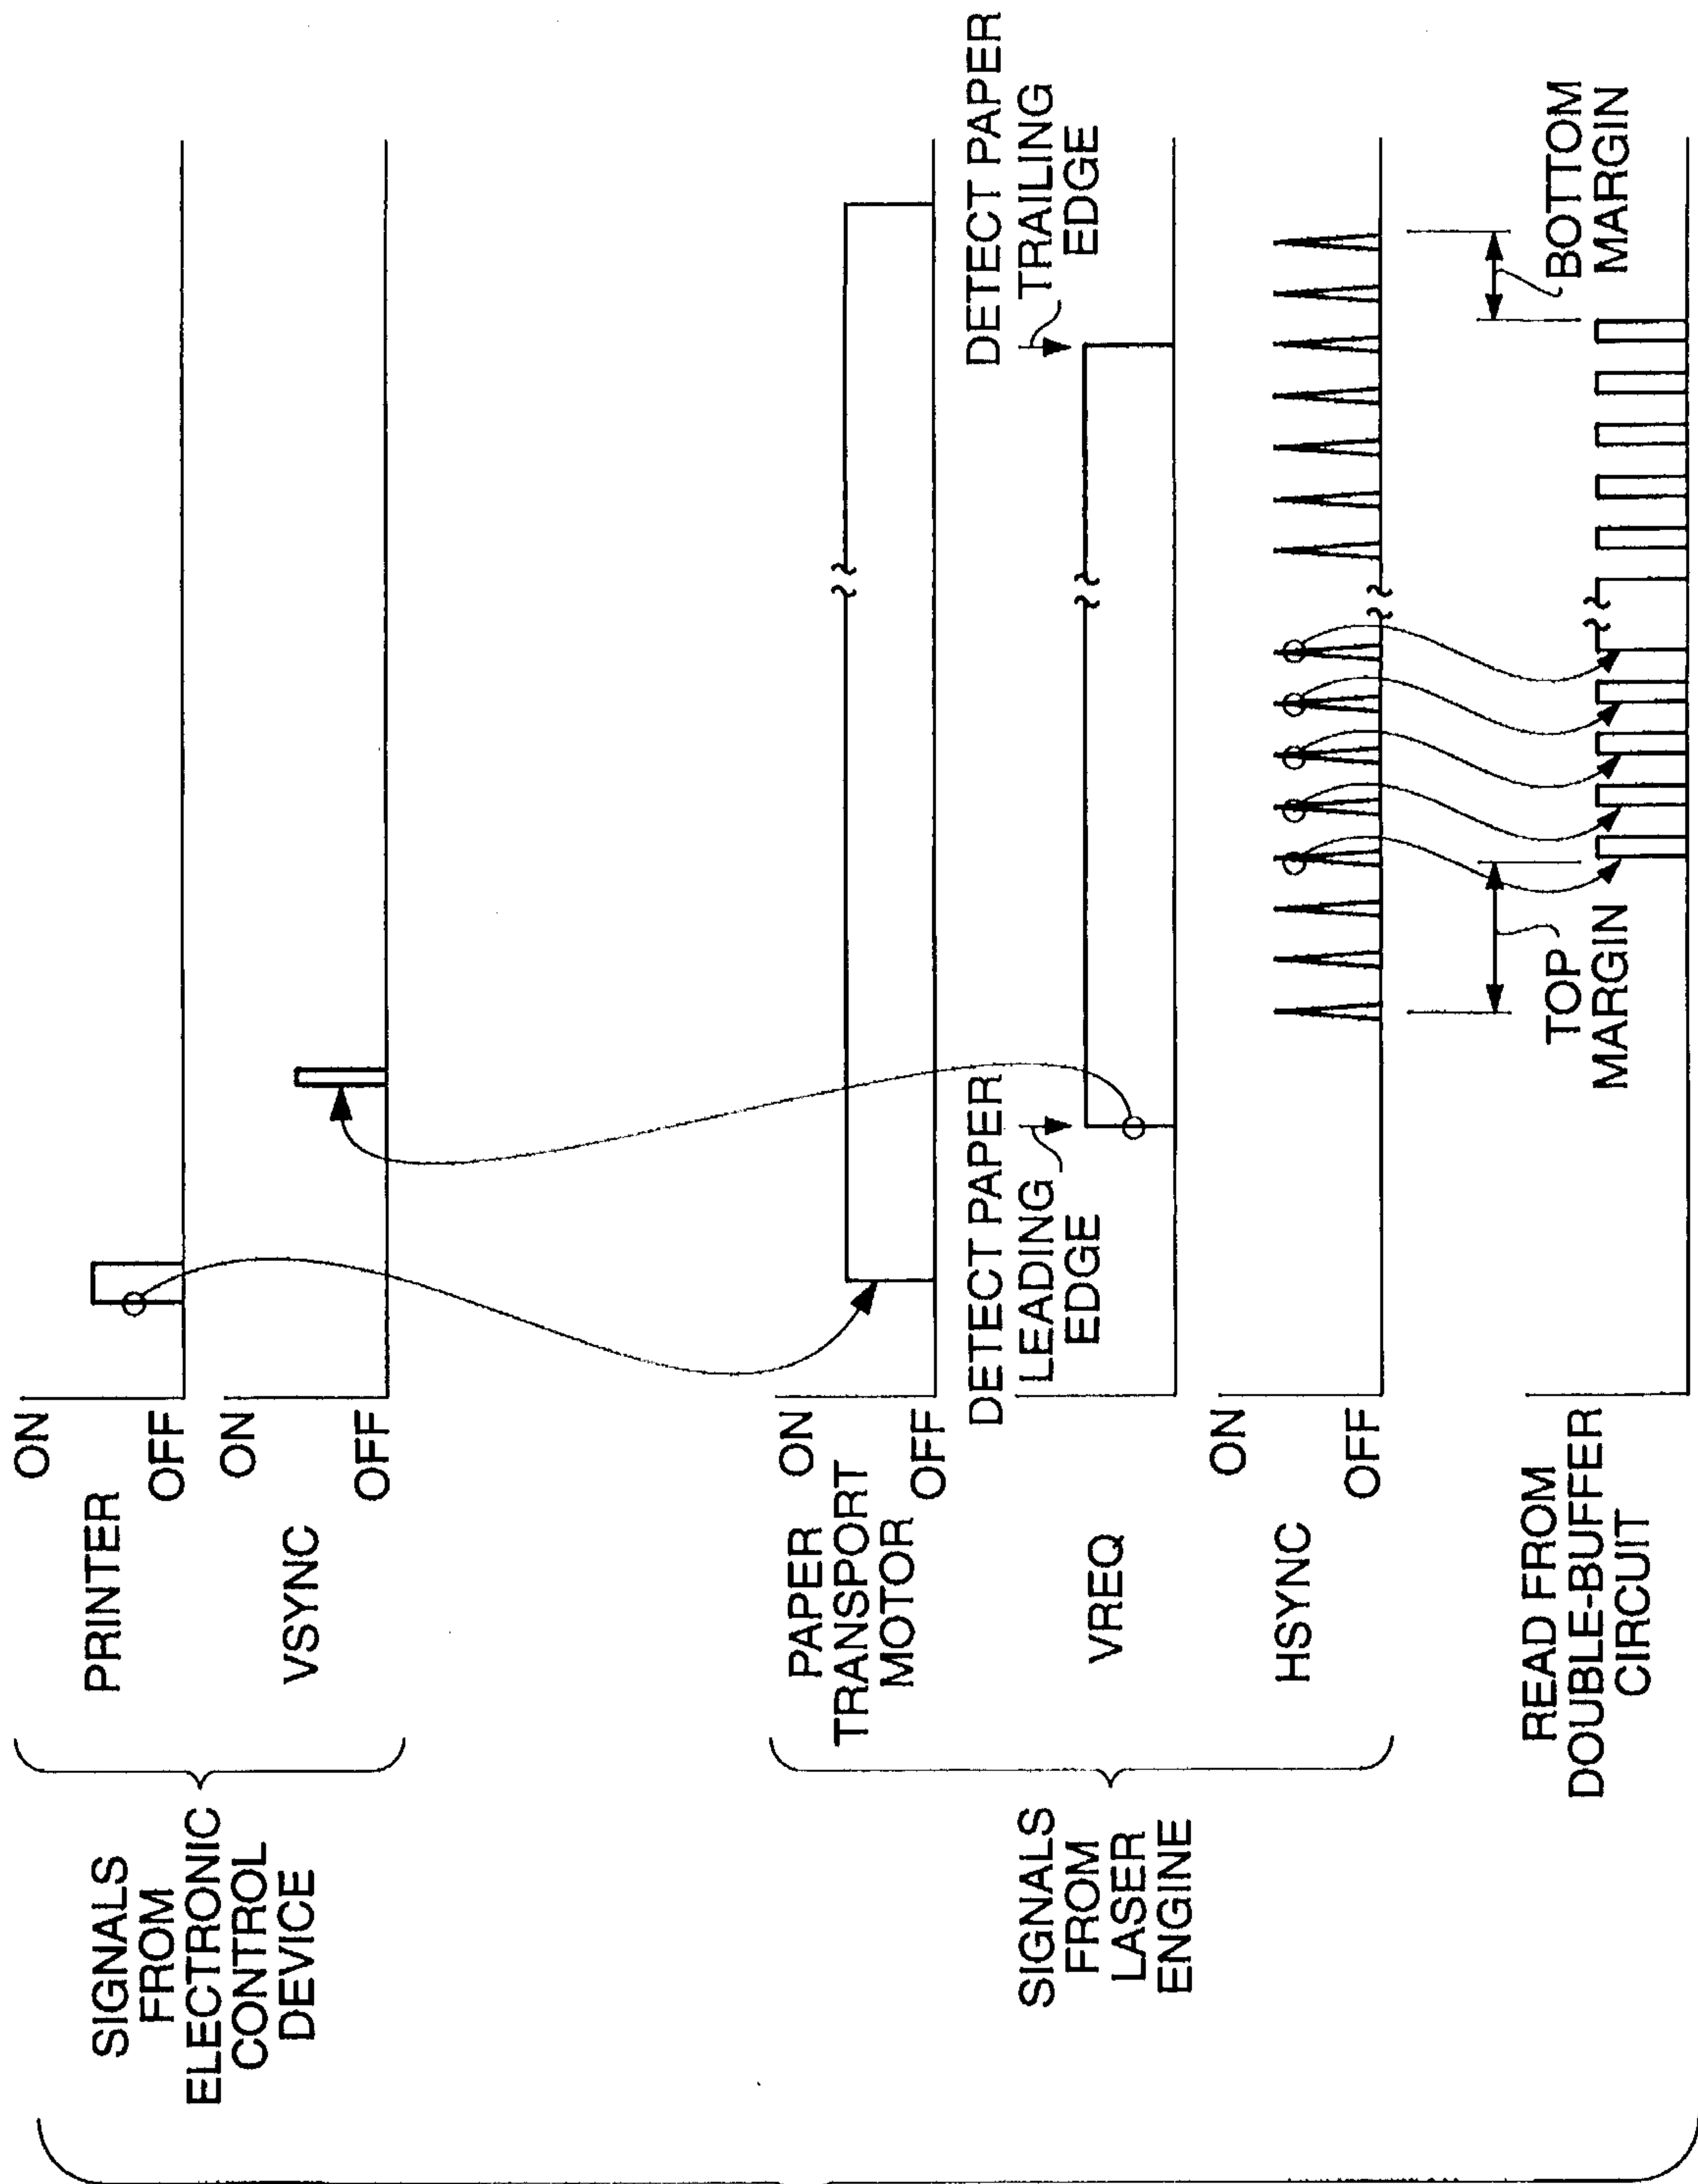 SIGNALS
FROM
ELECTRONIC
CONTROL
DEVICE
PRINTER
ON
OFF
VSYNC
ON
OFF
SIGNALS
FROM
LASER
ENGINE
PAPER
TRANSPORT
MOTOR
ON
OFF
VREQ
DETECT PAPER
LEADING
EDGE
DETECT PAPER
TRAILING
EDGE
HSYNC
ON
OFF
TOP
MARGIN
BOTTOM
MARGIN
READ FROM
DOUBLE-BUFFER
CIRCUIT